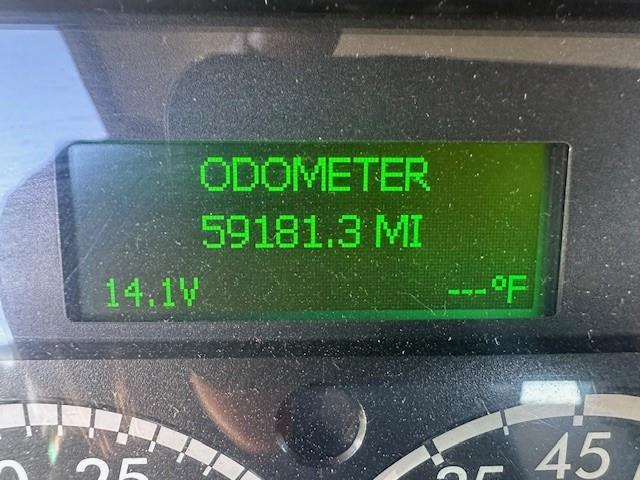 ODOMETER
59181.3 MI
14.1V ---°F
25 45